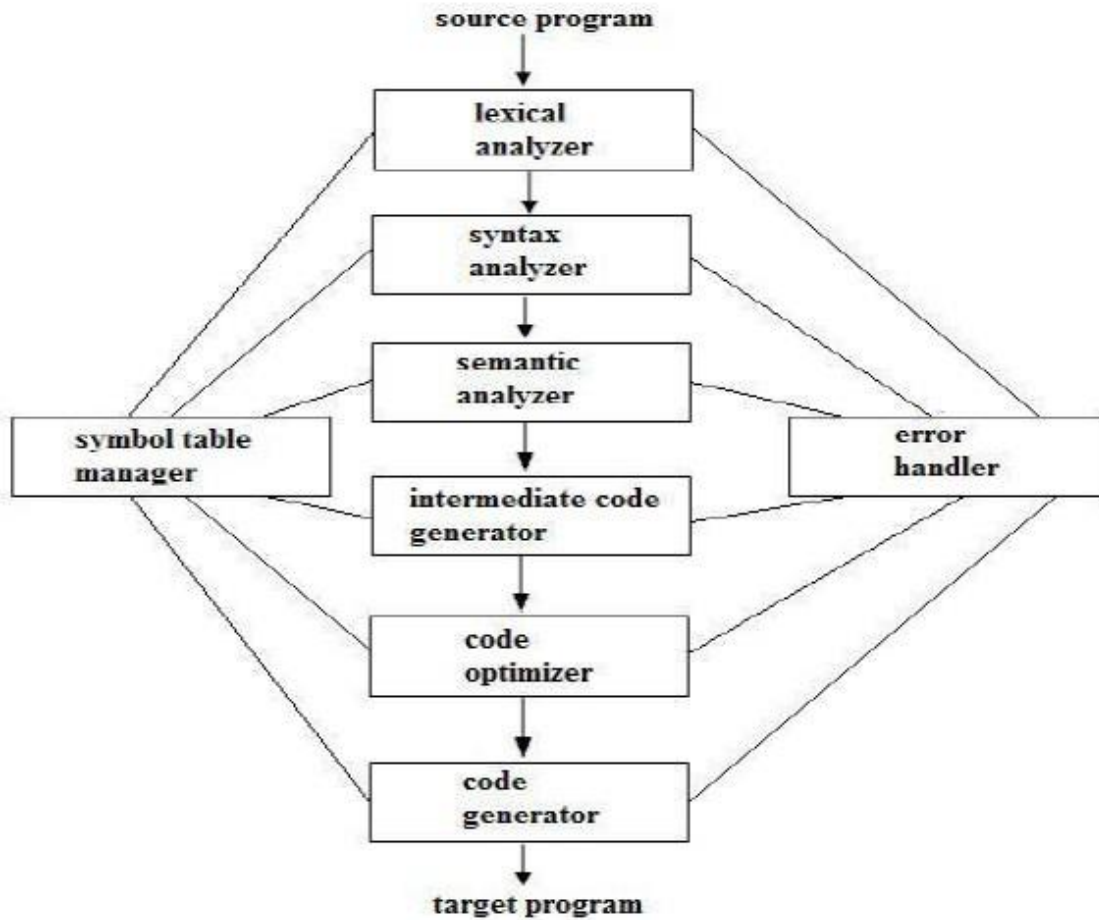 source program
lexical
analyzer
syntax
analyzer
semantic
analyzer
symbol table
manager
error
handler
intermediate code
generator
code
optimizer
code
generator
target program